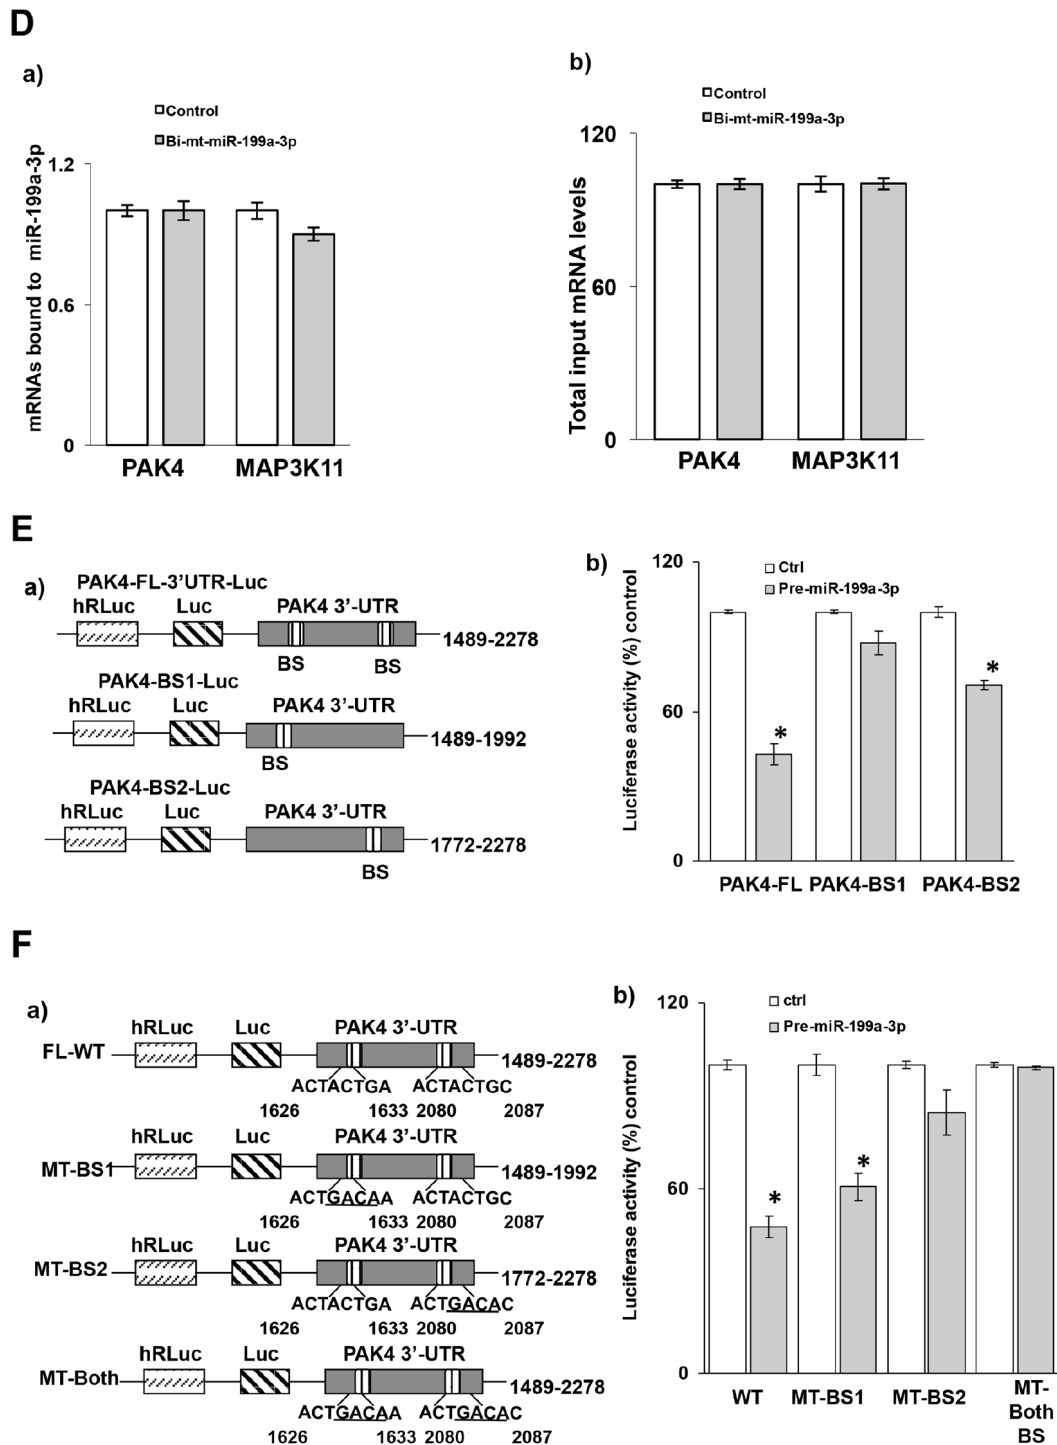 D
a)
Control
Bi-mt-miR-199a-3p
mRNAs bound to miR-199a-3p
1.2
0.6
0
PAK4 MAP3K11
b)
Control
Bi-mt-miR-199a-3p
Total input mRNA levels
120
60
0
PAK4 MAP3K11
E
a)
PAK4-FL-3’UTR-Luc
hRLuc Luc PAK4 3’-UTR
1489-2278
BS BS
PAK4-BS1-Luc
hRLuc Luc PAK4 3’-UTR
1489-1992
BS
PAK4-BS2-Luc
hRLuc Luc PAK4 3’-UTR
1772-2278
BS
b)
Ctrl
Pre-miR-199a-3p
Luciferase activity (%) control
120
60
0
*
*
PAK4-FL PAK4-BS1 PAK4-BS2
F
a)
hRLuc Luc PAK4 3’-UTR
FL-WT 1489-2278
ACTACTGA ACTACTGC
1626 1633 2080 2087
hRLuc Luc PAK4 3’-UTR
MT-BS1 1489-1992
ACTGACAA ACTACTGC
1626 1633 2080 2087
hRLuc Luc PAK4 3’-UTR
MT-BS2 1772-2278
ACTACTGA ACTGACAC
1626 1633 2080 2087
hRLuc Luc PAK4 3’-UTR
MT-Both 1489-2278
ACTGACAA ACTGACAC
1626 1633 2080 2087
b)
ctrl
Pre-miR-199a-3p
Luciferase activity (%) control
120
60
0
*
*
WT MT-BS1 MT-BS2 MT-
Both
BS